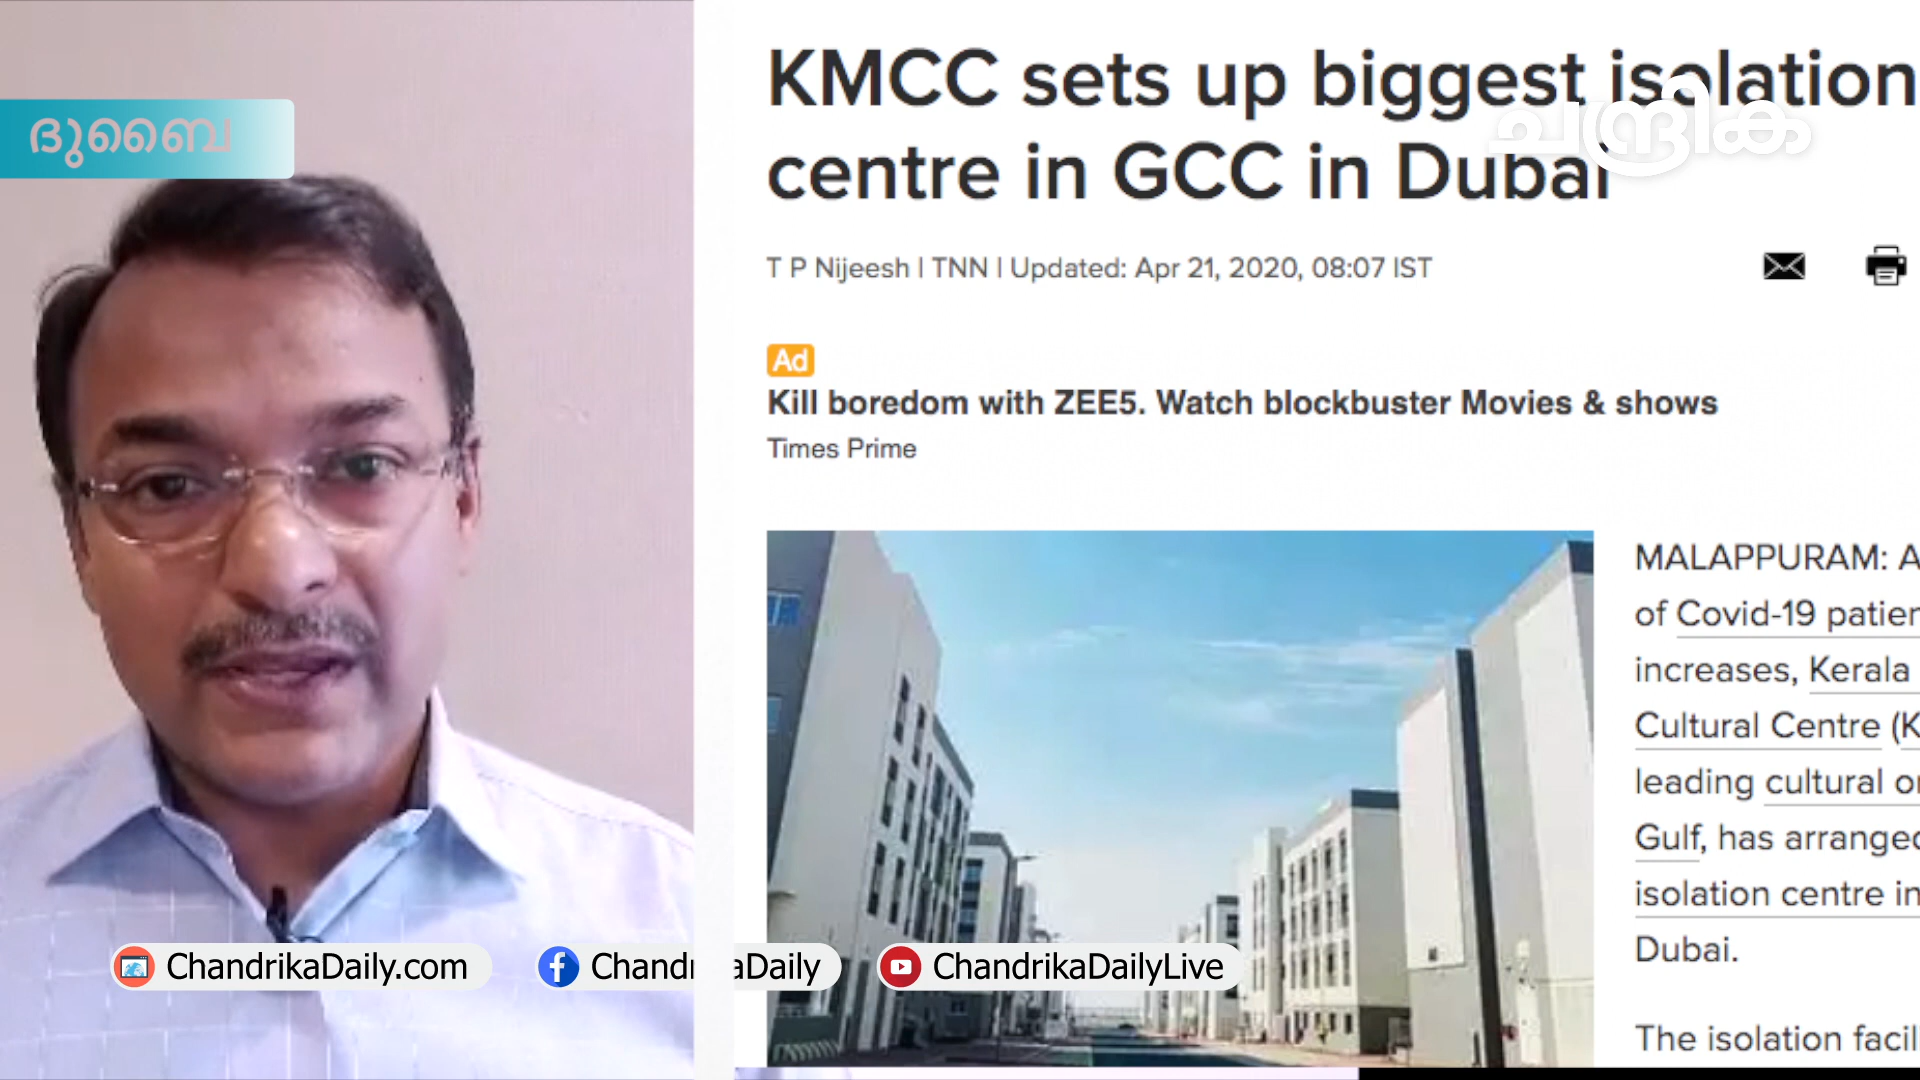 ദുബൈ
KMCC sets up biggest isolation
centre in GCC in Dubai
ചന്ദ്രിക
T P Nijeesh | TNN | Updated: Apr 21, 2020, 08:07 IST
Ad
Kill boredom with ZEE5. Watch blockbuster Movies & shows
Times Prime
MALAPPURAM: A
of Covid-19 patien
increases, Kerala
Cultural Centre (K
leading cultural or
Gulf, has arranged
isolation centre in
Dubai.
The isolation facil
ChandrikaDaily.com
ChandrikaDaily
ChandrikaDailyLive